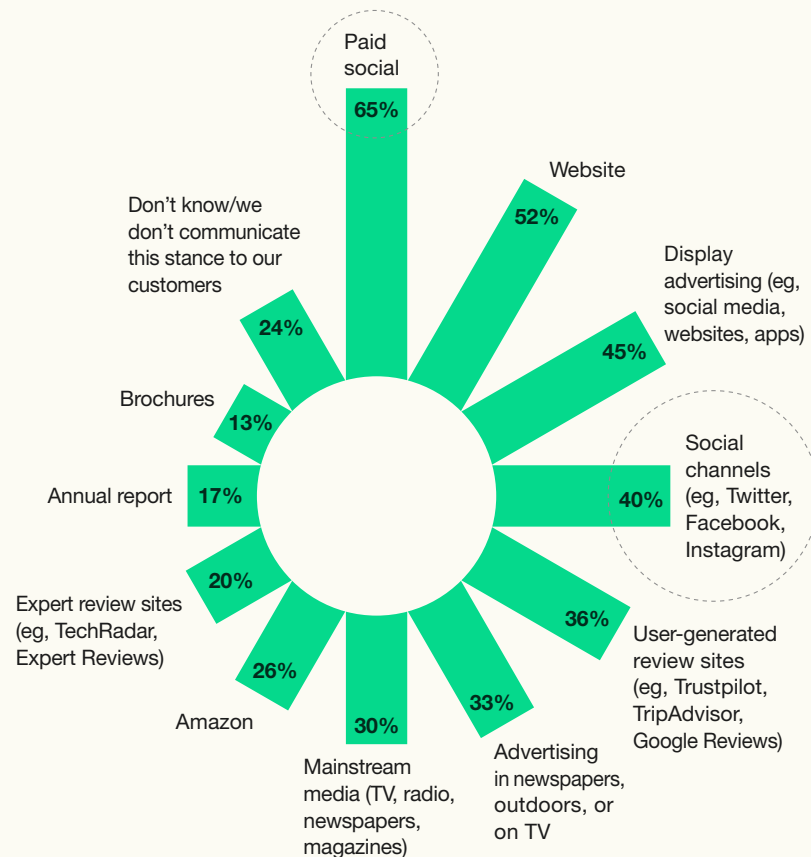 Paid
social
65%
Website
52%
Display
advertising (eg,
social media,
websites, apps)
45%
Social
channels
(eg, Twitter,
Facebook,
Instagram)
40%
User-generated
review sites
(eg, Trustpilot,
TripAdvisor,
Google Reviews)
36%
Advertising
in newspapers,
outdoors, or
on TV
33%
Mainstream
media (TV, radio,
newspapers,
magazines)
30%
Amazon
26%
Expert review sites
(eg, TechRadar,
Expert Reviews)
20%
Annual report
17%
Brochures
13%
Don’t know/we
don’t communicate
this stance to our
customers
24%